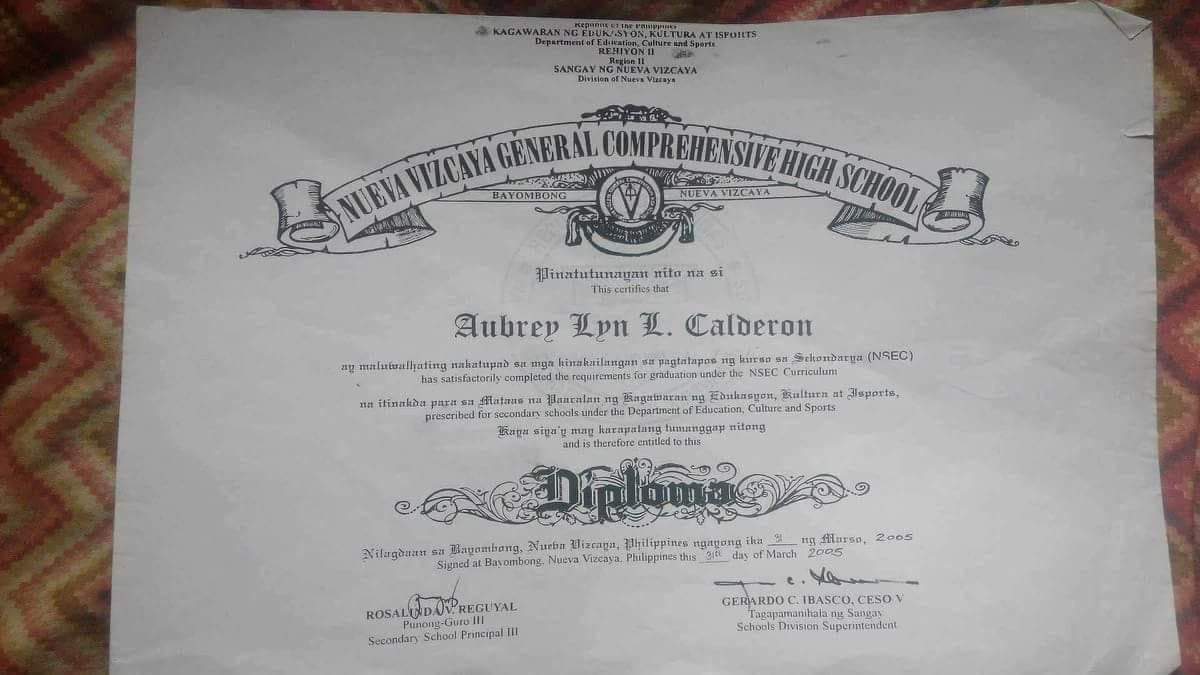 Republic of the Philippines
KAGAWARAN NG EDUKASYON, KULTURA AT ISPORTS
Department of Education, Culture and Sports
REHIYON II
Region II
SANGAY NG NUEVA VIZCAYA
Division of Nueva Vizcaya
NUEVA VIZCAYA GENERAL COMPREHENSIVE HIGH SCHOOL
BAYOMBONG NUEVA VIZCAYA
Pinatutunayan nito na si
This certifies that
Aubrey Lyn L. Calderon
ay maluwalhating nakatupad sa mga kinakailangan sa pagtatapos ng kurso sa Sekondarya (NSEC)
has satisfactorily completed the requirements for graduation under the NSEC Curriculum
na itinakda para sa Mataas na Paaralan ng Kagawaran ng Edukasyon, Kultura at Isports,
prescribed for secondary schools under the Department of Education, Culture and Sports
Kaya siya'y may karapatang tumanggap nitong
and is therefore entitled to this
Diploma
Nilagdaan sa Bayombong, Nueva Vizcaya, Philippines ngayong ika 31 ng Marso, 2005
Signed at Bayombong. Nueva Vizcaya. Philippines this 31st day of March 2005
ROSALINDA V. REGUYAL
Punong-Guro III
Secondary School Principal III
GERARDO C. IBASCO, CESO V
Tagapamanihala ng Sangay
Schools Division Superintendent